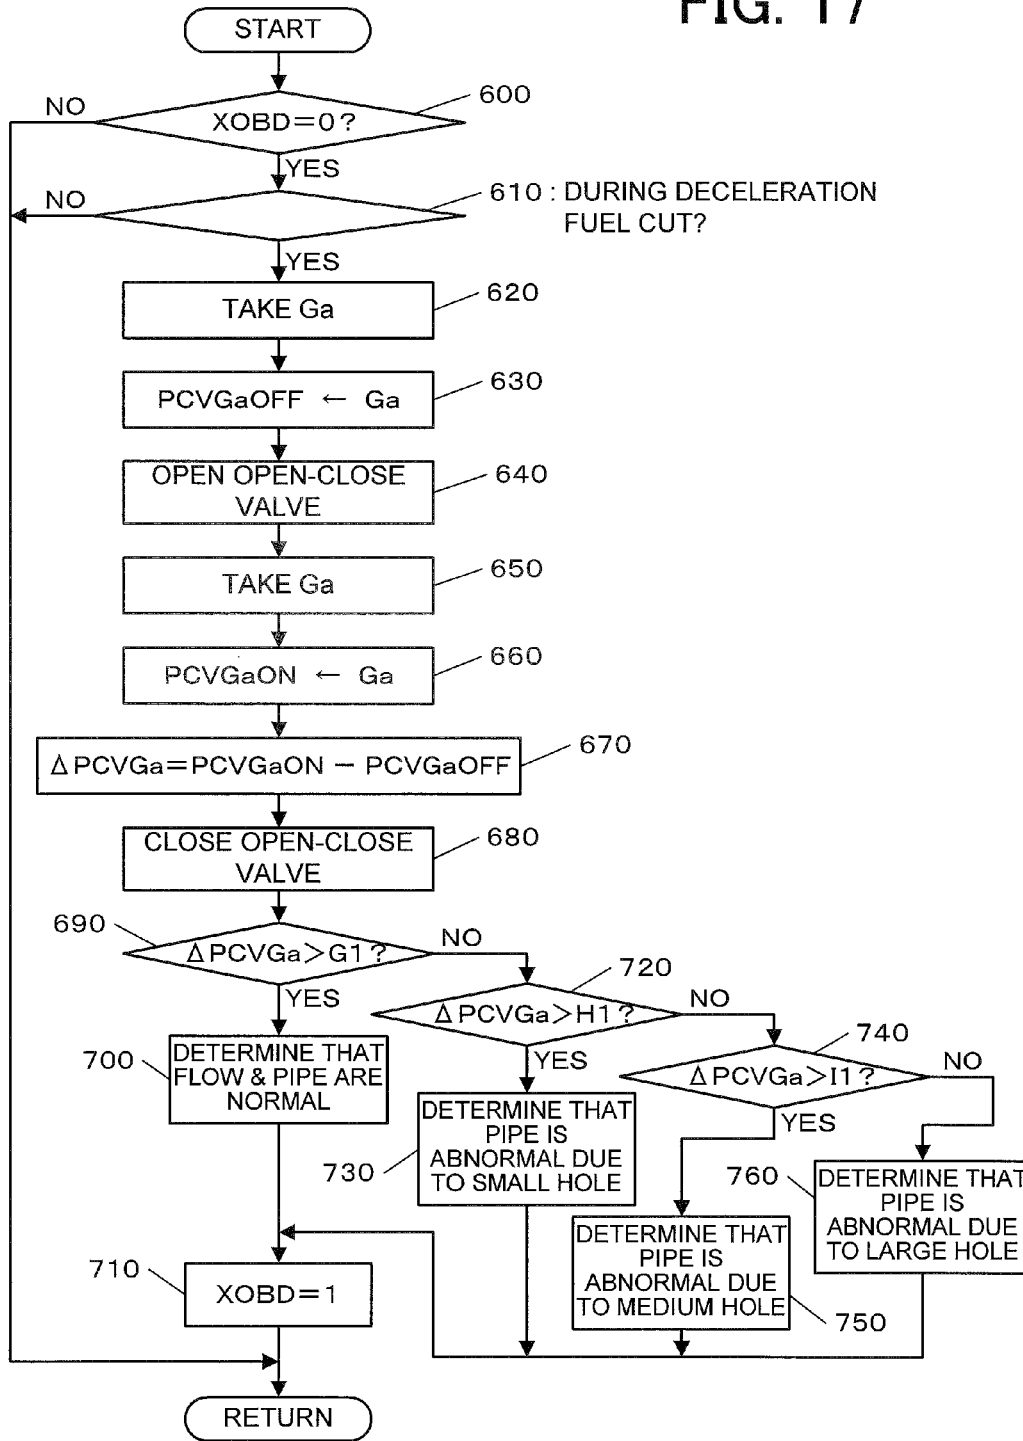 FIG. 17
START
600
NO
XOBD=0?
YES
NO
610 : DURING DECELERATION
FUEL CUT?
YES
620
TAKE Ga
630
PCVGaOFF ← Ga
640
OPEN OPEN-CLOSE
VALVE
650
TAKE Ga
660
PCVGaON ← Ga
670
ΔPCVGa=PCVGaON − PCVGaOFF
680
CLOSE OPEN-CLOSE
VALVE
690
ΔPCVGa>G1?
NO
YES
720
ΔPCVGa>H1?
NO
YES
740
ΔPCVGa>I1?
NO
YES
700
DETERMINE THAT
FLOW & PIPE ARE
NORMAL
730
DETERMINE THAT
PIPE IS
ABNORMAL DUE
TO SMALL HOLE
760
DETERMINE THAT
PIPE IS
ABNORMAL DUE
TO LARGE HOLE
DETERMINE THAT
PIPE IS
ABNORMAL DUE
TO MEDIUM HOLE
750
710
XOBD=1
RETURN